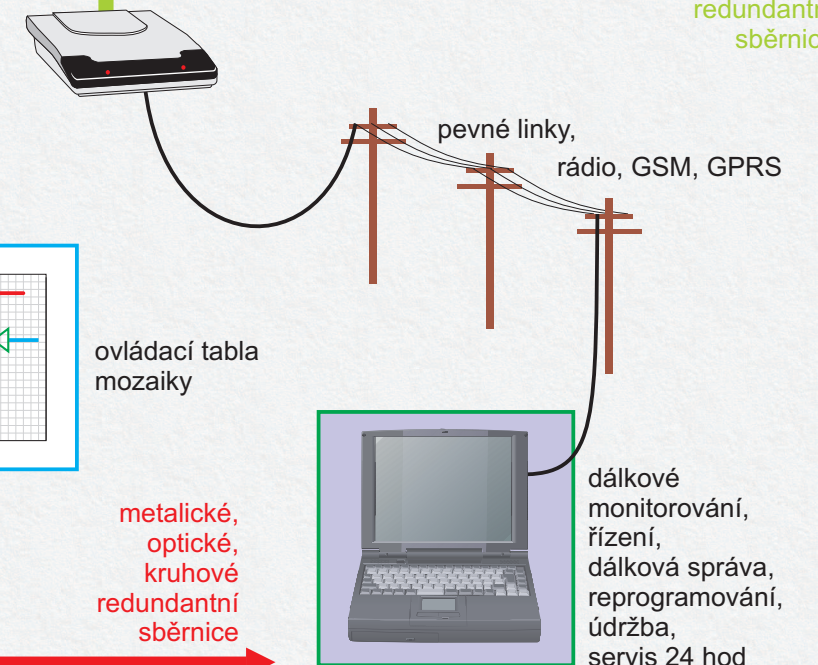 redundantn
sběrnic
pevné linky,
rádio, GSM, GPRS
ovládací tabla
mozaiky
metalické,
optické,
kruhové
redundantní
sběrnice
dálkové
monitorování,
řízení,
dálková správa,
reprogramování,
údržba,
servis 24 hod